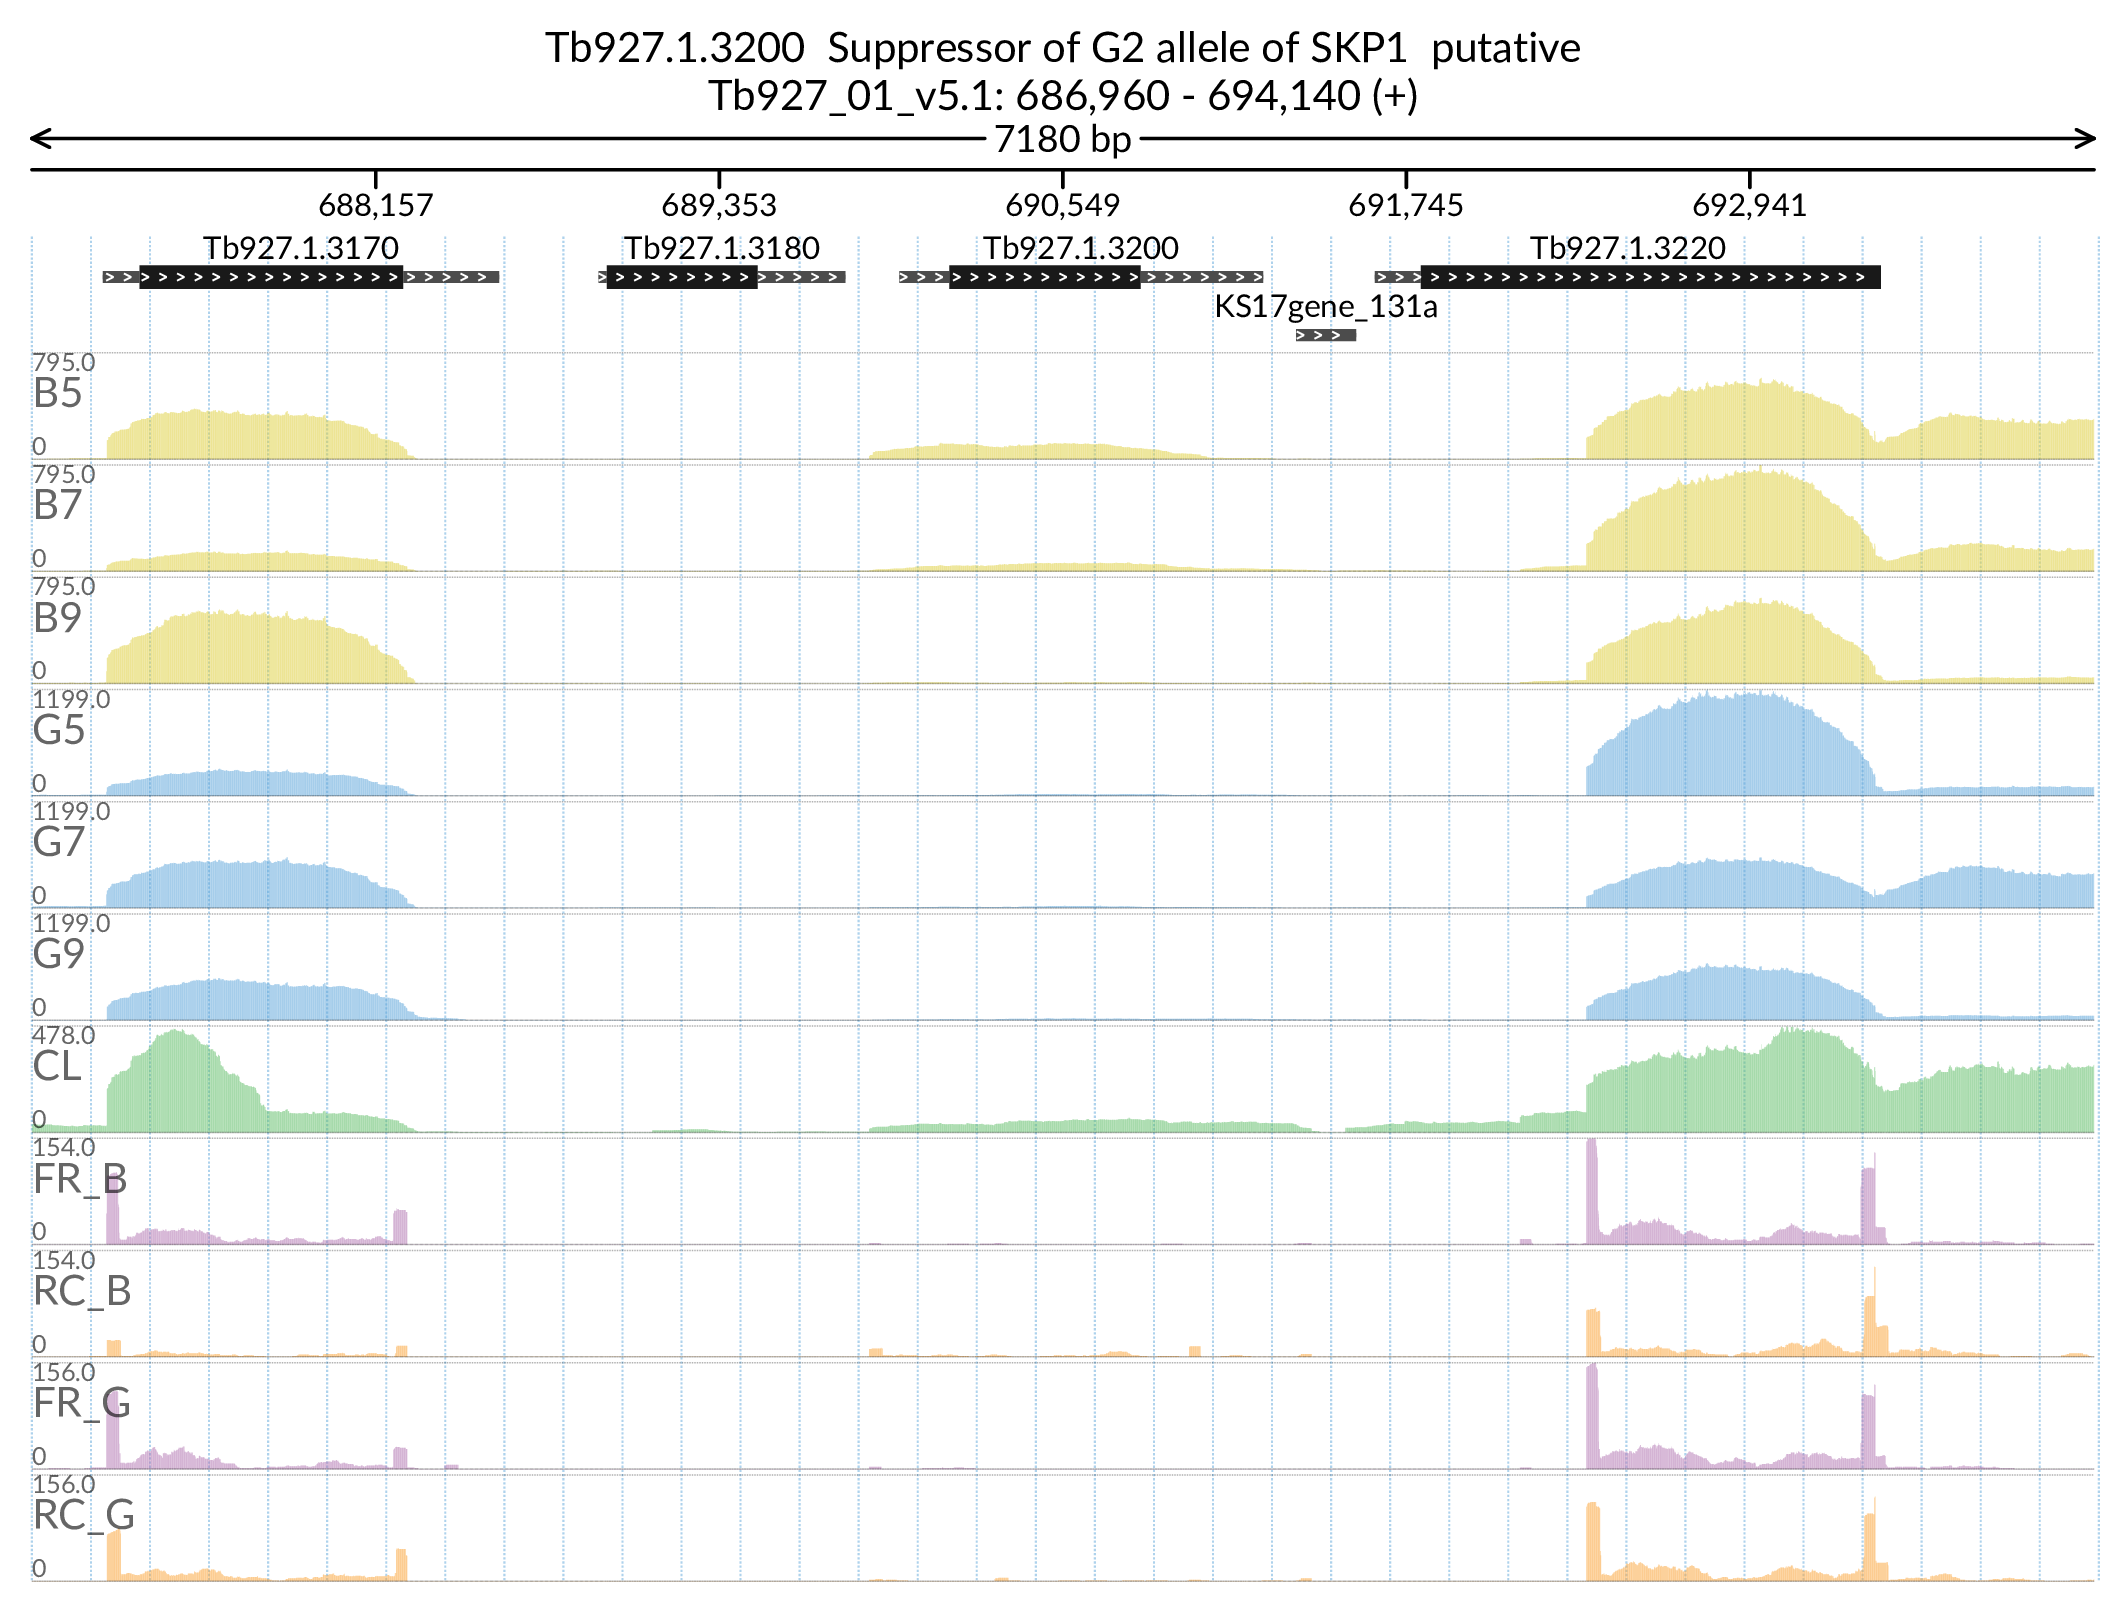 Tb927.1.3200  Suppressor of G2 allele of SKP1  putative
Tb927_01_v5.1: 686,960 - 694,140 (+)
7180 bp
688,157 689,353 690,549 691,745 692,941
Tb927.1.3170 Tb927.1.3180 Tb927.1.3200 Tb927.1.3220
KS17gene_131a
795.0
B5
0
795.0
B7
0
795.0
B9
0
1199.0
G5
0
1199.0
G7
0
1199.0
G9
0
478.0
CL
0
154.0
FR_B
0
154.0
RC_B
0
156.0
FR_G
0
156.0
RC_G
0